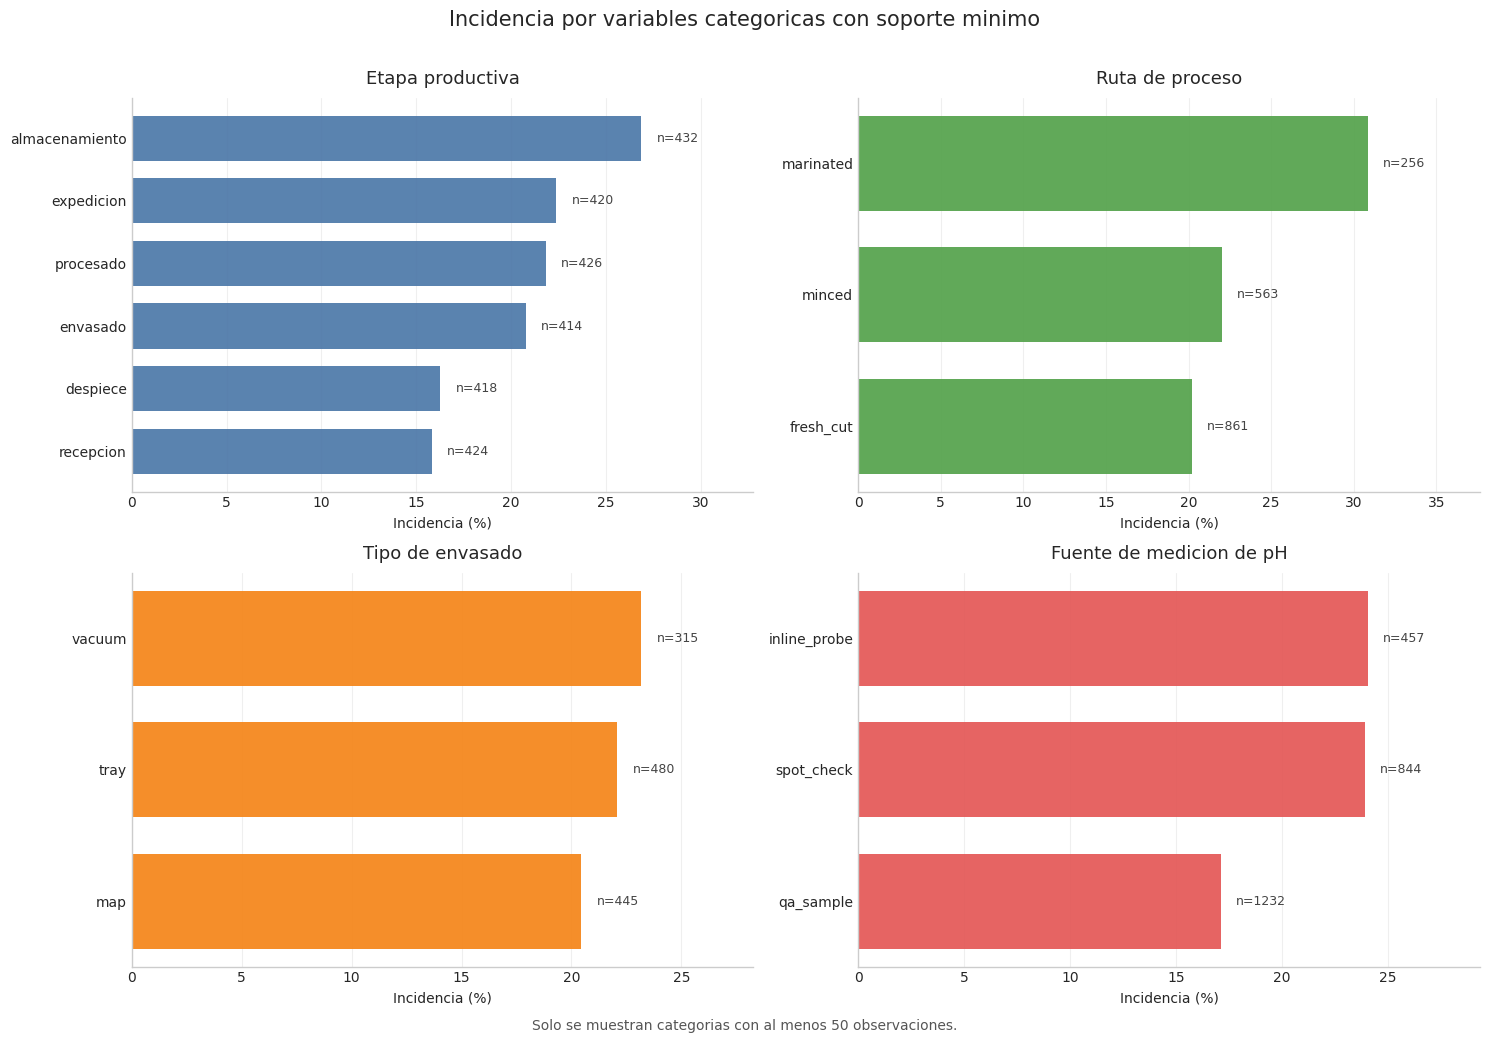 Incidencia por variables categoricas con soporte minimo
Etapa productiva
almacenamiento
n=432
expedicion
n=420
procesado
n=426
envasado
n=414
despiece
n=418
recepcion
n=424
0 5 10 15 20 25 30
Incidencia (%)
Ruta de proceso
marinated
n=256
minced
n=563
fresh_cut
n=861
0 5 10 15 20 25 30 35
Incidencia (%)
Tipo de envasado
vacuum
n=315
tray
n=480
map
n=445
0 5 10 15 20 25
Incidencia (%)
Fuente de medicion de pH
inline_probe
n=457
spot_check
n=844
qa_sample
n=1232
0 5 10 15 20 25
Incidencia (%)
Solo se muestran categorias con al menos 50 observaciones.